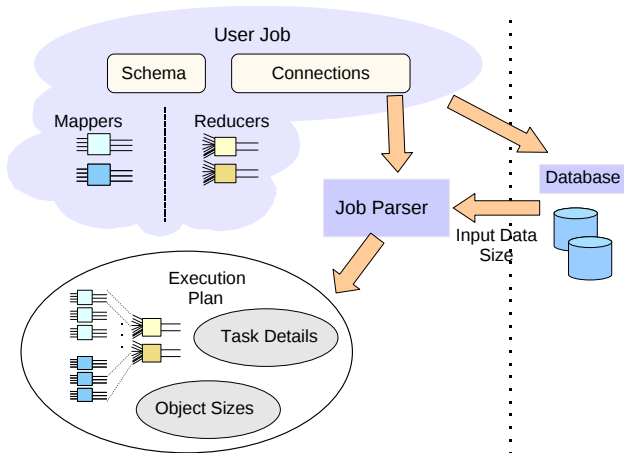 User Job
Schema
Connections
Mappers
Reducers
Database
Job Parser
Input Data
Size
Execution
Plan
Task Details
Object Sizes